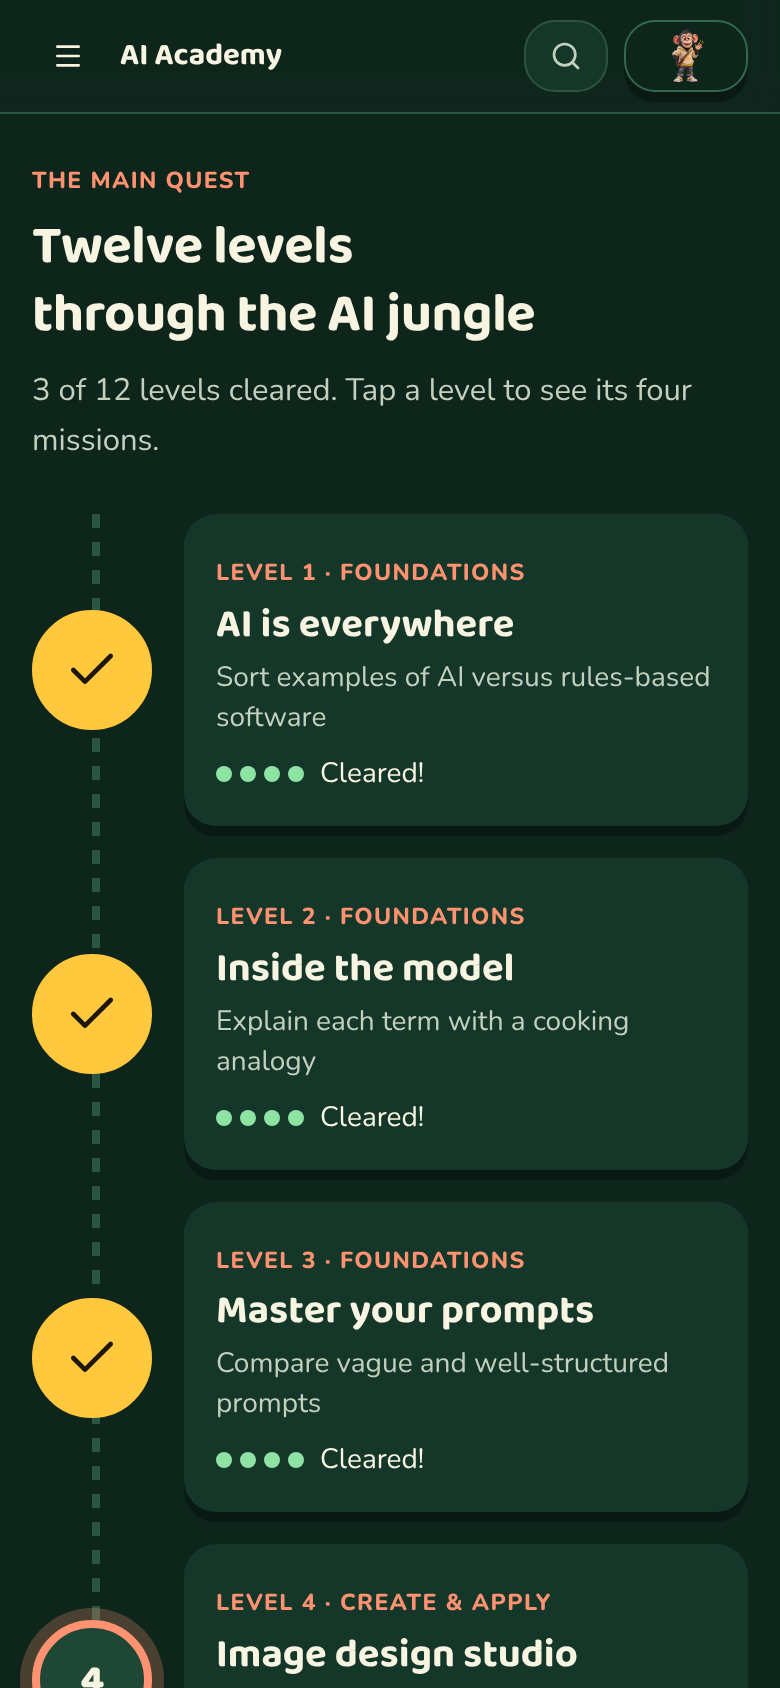 AI Academy
THE MAIN QUEST
Twelve levels
through the AI jungle
3 of 12 levels cleared. Tap a level to see its four
missions.
LEVEL 1 · FOUNDATIONS
AI is everywhere
Sort examples of AI versus rules-based
software
Cleared!
LEVEL 2 · FOUNDATIONS
Inside the model
Explain each term with a cooking
analogy
Cleared!
LEVEL 3 · FOUNDATIONS
Master your prompts
Compare vague and well-structured
prompts
Cleared!
LEVEL 4 · CREATE & APPLY
Image design studio
4